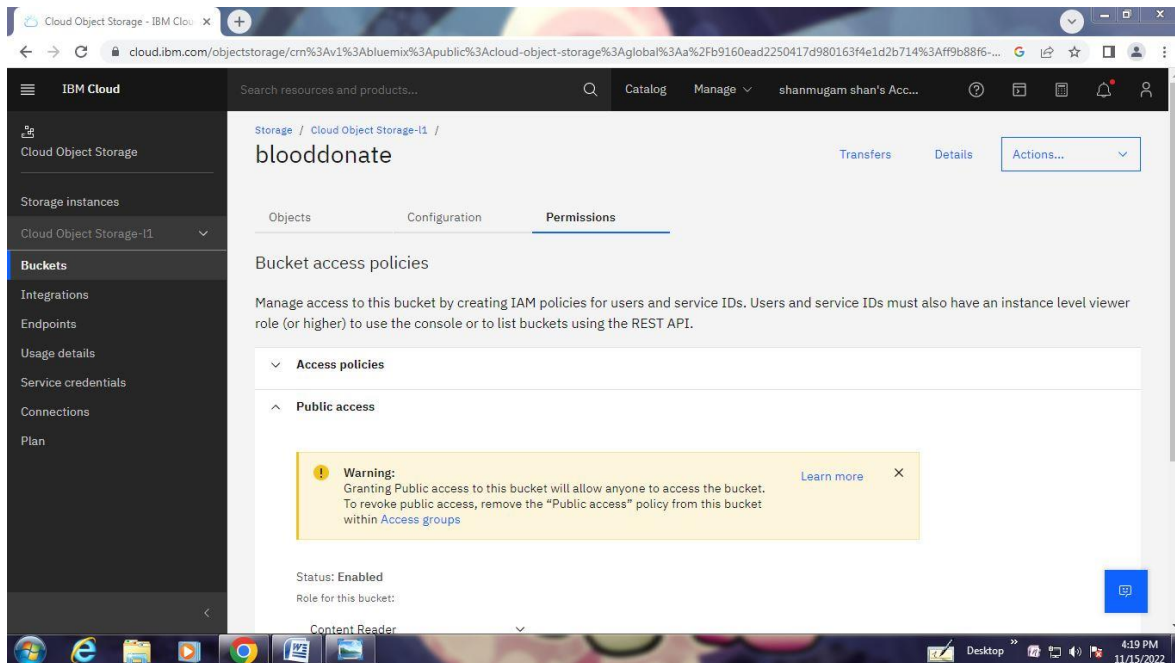 Cloud Object Storage - IBM Clou
cloud.ibm.com/objectstorage/crn%3Av1%3Abluemix%3Apublic%3Acloud-object-storage%3Aglobal%3Aa%2Fb9160ead2250417d980163f4e1d2b714%3Aff9b88f6-...
IBM Cloud
Search resources and products...
Catalog
Manage
shanmugam shan's Acc...
Cloud Object Storage
Storage instances
Cloud Object Storage-l1
Buckets
Integrations
Endpoints
Usage details
Service credentials
Connections
Plan
Storage / Cloud Object Storage-l1 /
blooddonate
Transfers
Details
Actions...
Objects
Configuration
Permissions
Bucket access policies
Manage access to this bucket by creating IAM policies for users and service IDs. Users and service IDs must also have an instance level viewer
role (or higher) to use the console or to list buckets using the REST API.
Access policies
Public access
Warning:
Granting Public access to this bucket will allow anyone to access the bucket.
To revoke public access, remove the “Public access” policy from this bucket
within Access groups
Learn more
Status: Enabled
Role for this bucket:
Content Reader
Desktop
4:19 PM
11/15/2022